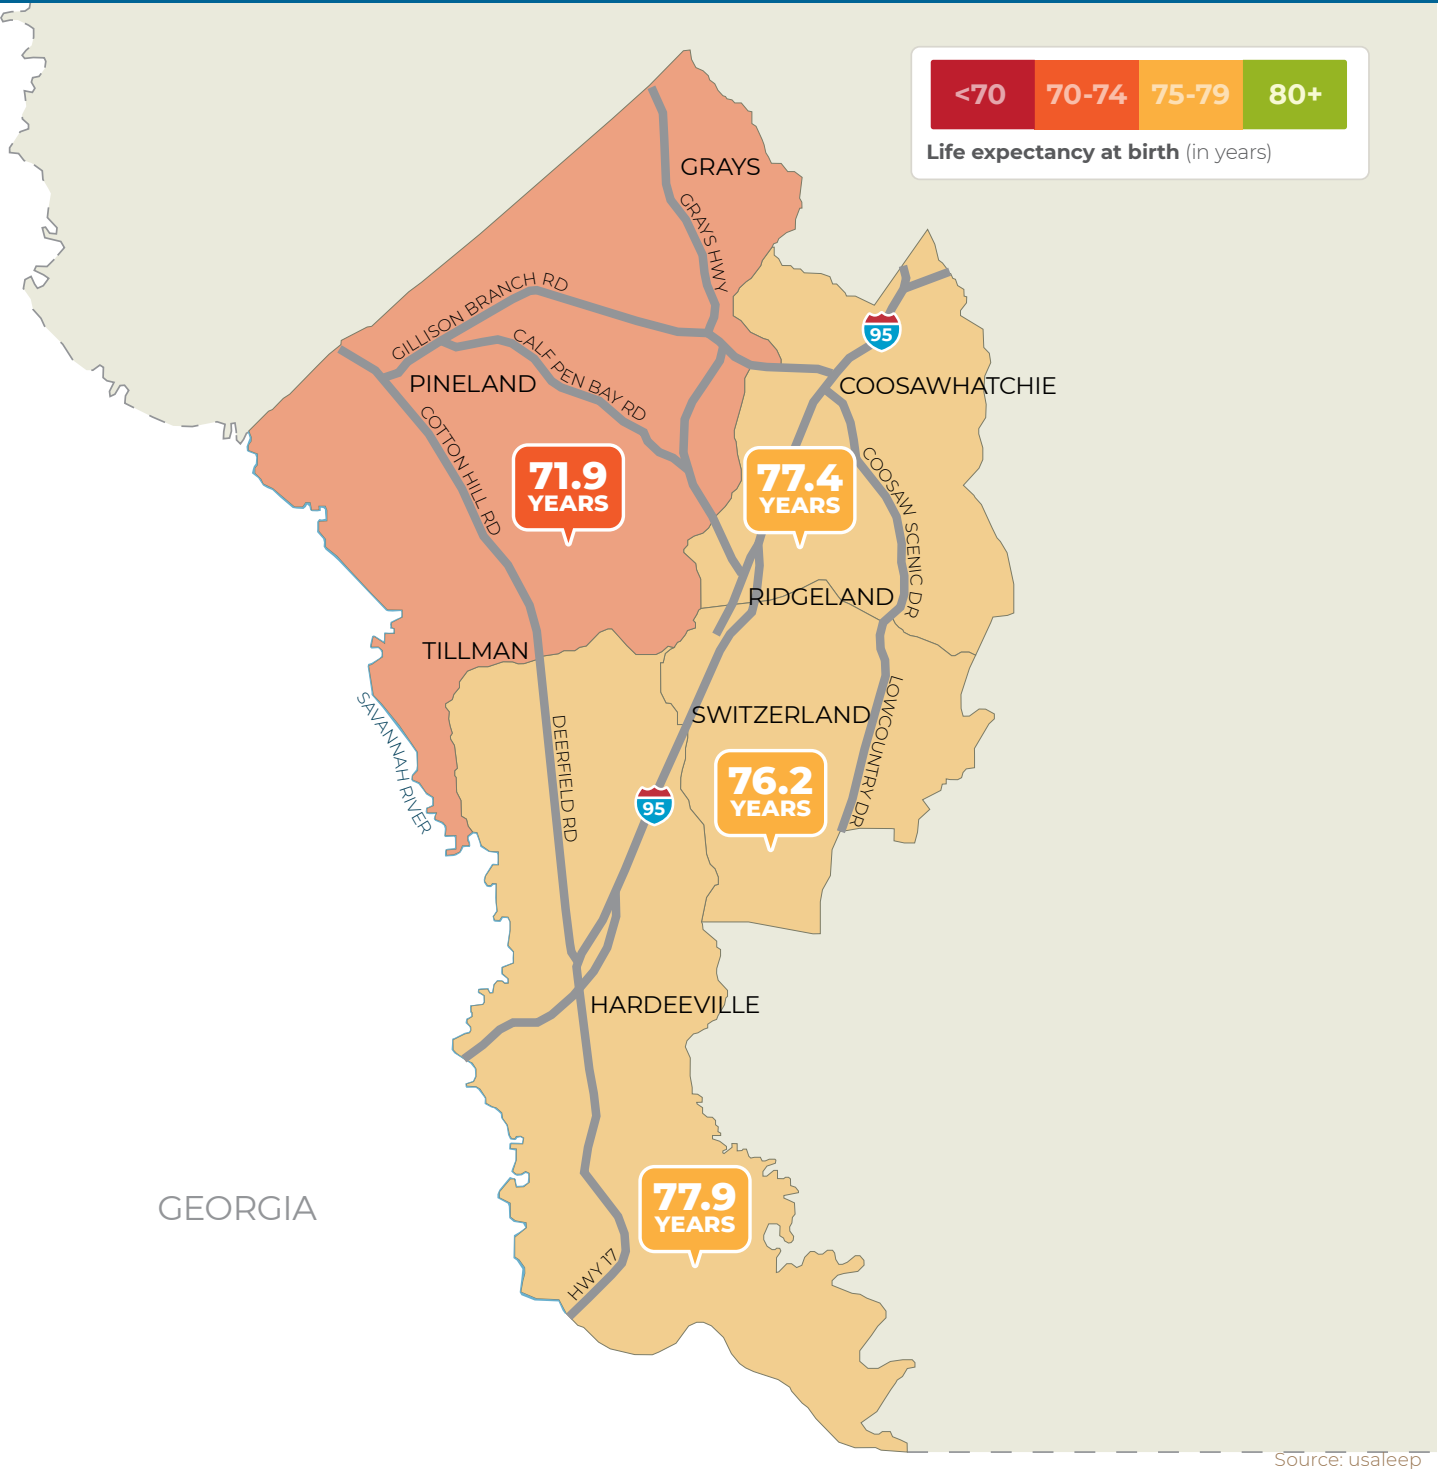 <70 70-74 75-79 80+
Life expectancy at birth (in years)
GRAYS
GRAYS HWY
GILLISON BRANCH RD
95
CALF PEN BAY RD
PINELAND
COOSAWHATCHIE
COTTON HILL RD
71.9
YEARS
77.4
YEARS
COOSAW SCENIC DR
RIDGELAND
TILLMAN
SAVANNAH RIVER
SWITZERLAND
LOWCOUNTRY DR
DEERFIELD RD
95
76.2
YEARS
HARDEEVILLE
GEORGIA
77.9
YEARS
HWY 17
Source: usaleep